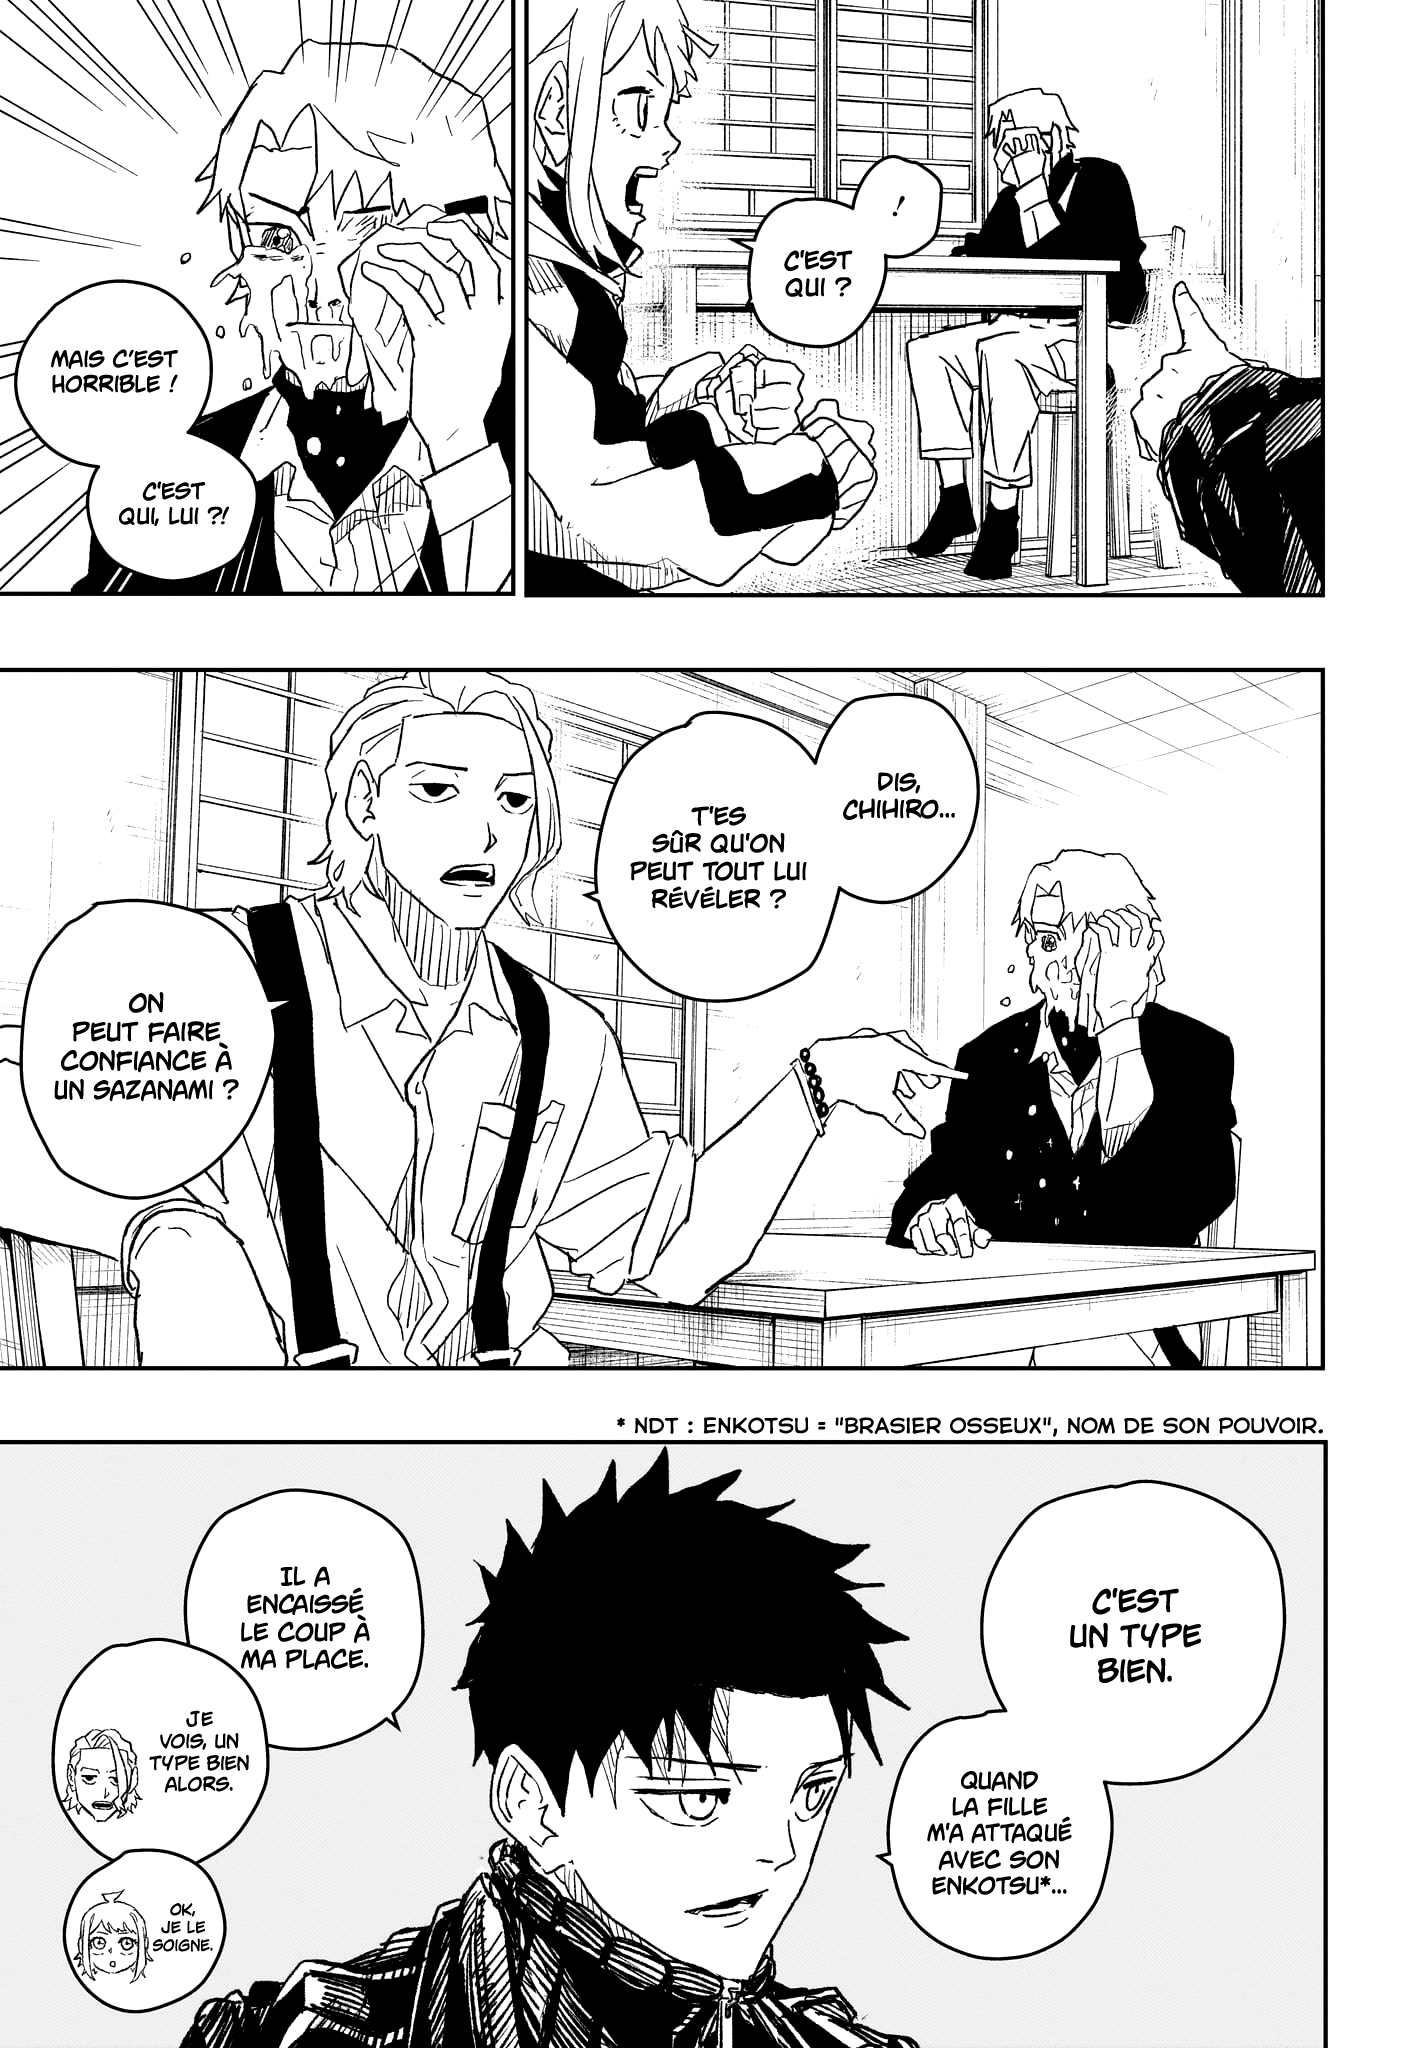 !
C'EST
QUI ?
MAIS C'EST
HORRIBLE !
C'EST
QUI, LUI ?!
DIS,
CHIHIRO...
T'ES
SÛR QU'ON
PEUT TOUT LUI
RÉVÉLER ?
ON
PEUT FAIRE
CONFIANCE À
UN SAZANAMI ?
* NDT : ENKOTSU = "BRASIER OSSEUX", NOM DE SON POUVOIR.
C'EST
UN TYPE
BIEN.
QUAND
LA FILLE
M'A ATTAQUÉ
AVEC SON
ENKOTSU*...
IL A
ENCAISSÉ
LE COUP À
MA PLACE.
JE
VOIS, UN
TYPE BIEN
ALORS.
OK,
JE LE
SOIGNE.